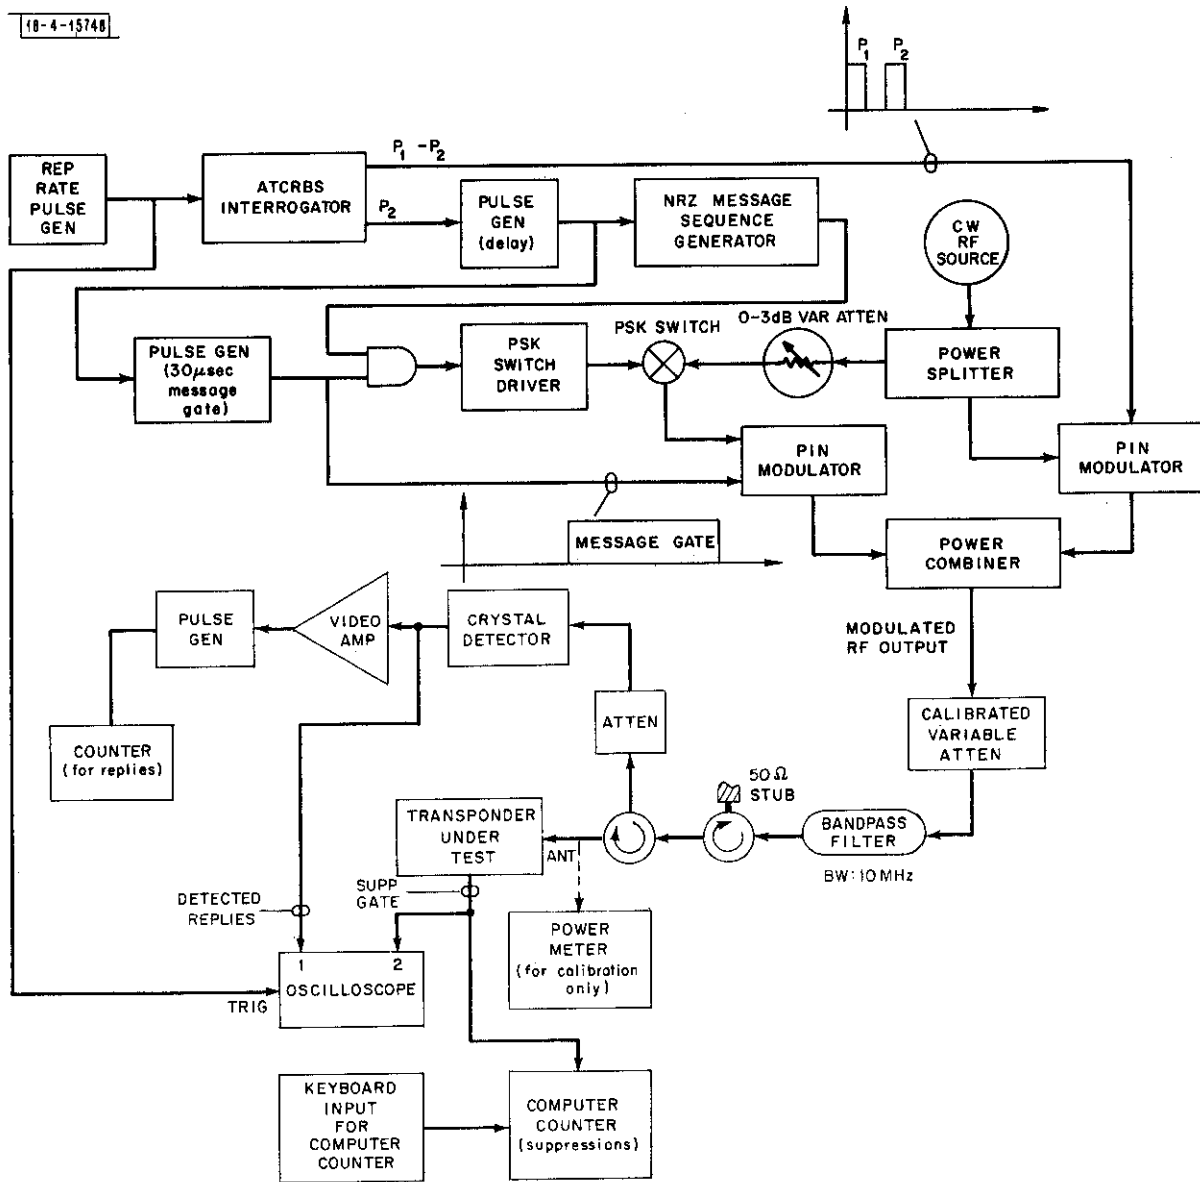 18-4-15748
P1 P2
REP
RATE
PULSE
GEN
ATCRBS
INTERROGATOR
P1 - P2
P2
PULSE
GEN
(delay)
NRZ MESSAGE
SEQUENCE
GENERATOR
CW
RF
SOURCE
PULSE GEN
(30μsec
message
gate)
PSK
SWITCH
DRIVER
PSK SWITCH
0-3dB VAR ATTEN
POWER
SPLITTER
PIN
MODULATOR
PIN
MODULATOR
MESSAGE GATE
POWER
COMBINER
PULSE
GEN
VIDEO
AMP
CRYSTAL
DETECTOR
MODULATED
RF OUTPUT
COUNTER
(for replies)
ATTEN
CALIBRATED
VARIABLE
ATTEN
50Ω
STUB
TRANSPONDER
UNDER
TEST
ANT
BANDPASS
FILTER
BW:10MHz
DETECTED
REPLIES
SUPP
GATE
POWER
METER
(for calibration
only)
1 2
OSCILLOSCOPE
TRIG
KEYBOARD
INPUT
FOR
COMPUTER
COUNTER
COMPUTER
COUNTER
(suppressions)